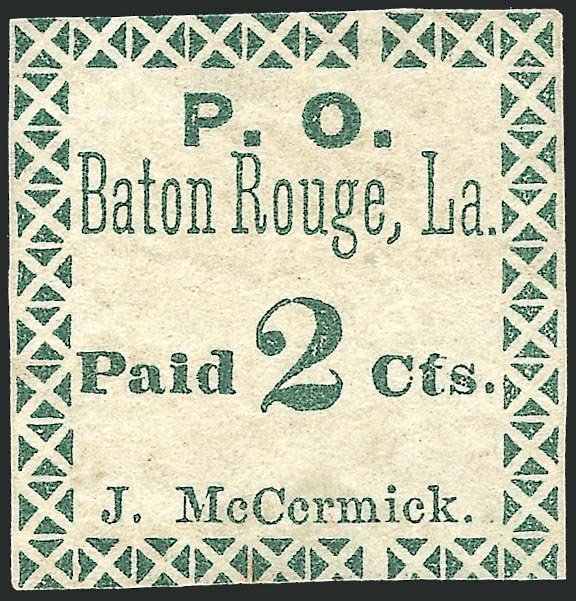 P. O.
Baton Rouge, La.
Paid 2 Cts.
J. McCcrmick.